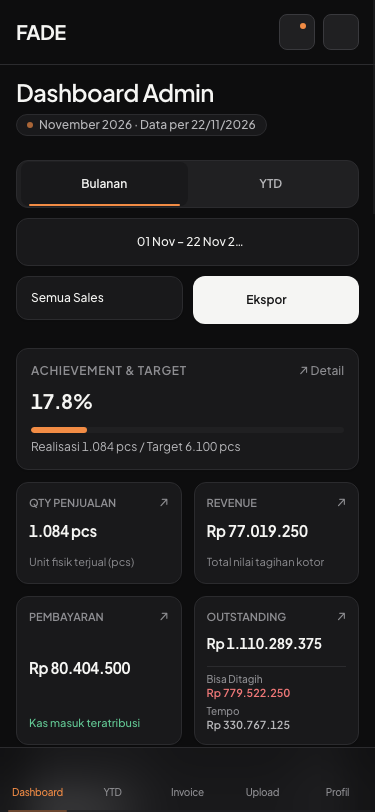 FADE
Dashboard Admin
November 2026 · Data per 22/11/2026
Bulanan
YTD
01 Nov – 22 Nov 2...
Semua Sales
Ekspor
ACHIEVEMENT & TARGET
↗ Detail
17.8%
Realisasi 1.084 pcs / Target 6.100 pcs
QTY PENJUALAN ↗
1.084 pcs
Unit fisik terjual (pcs)
REVENUE ↗
Rp 77.019.250
Total nilai tagihan kotor
PEMBAYARAN ↗
Rp 80.404.500
Kas masuk teratribusi
OUTSTANDING ↗
Rp 1.110.289.375
Bisa Ditagih
Rp 779.522.250
Tempo
Rp 330.767.125
Dashboard
YTD
Invoice
Upload
Profil